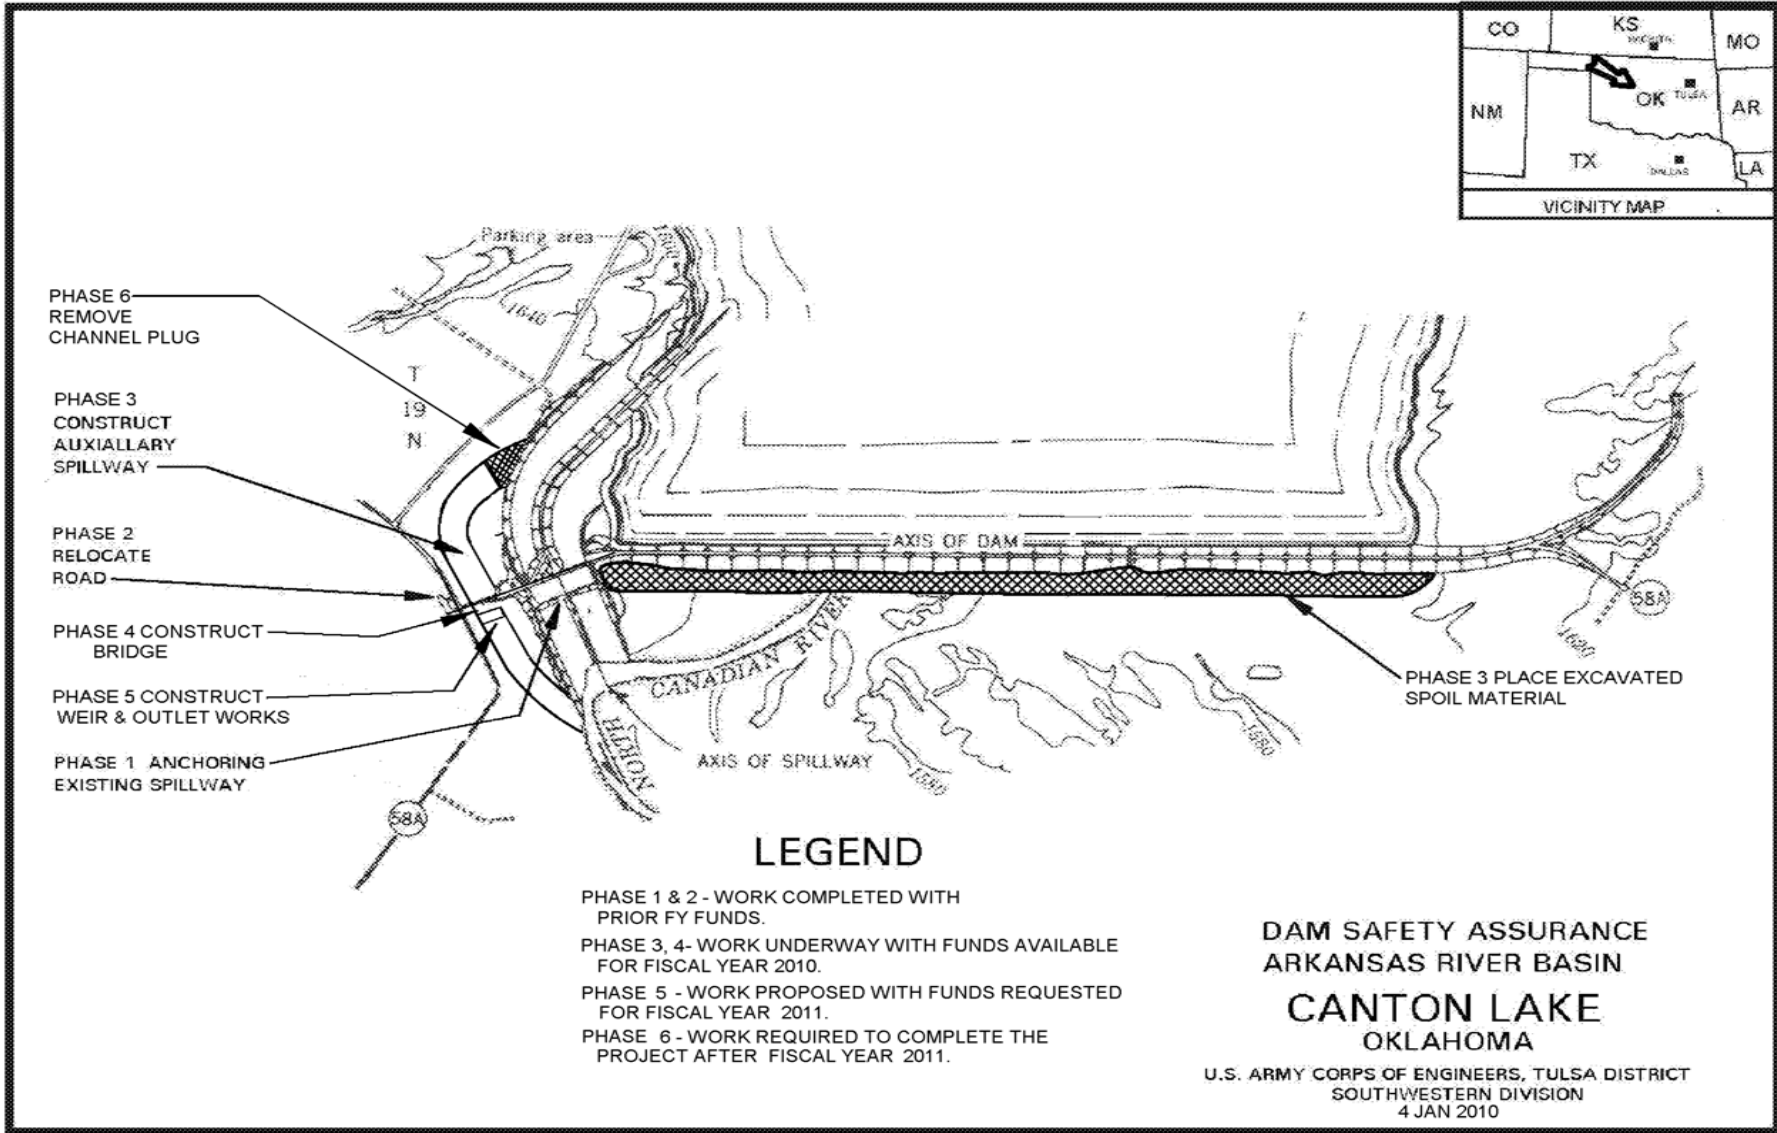 CO
KS
WICHITA
MO
NM
OK
TULSA
AR
TX
DALLAS
LA
VICINITY MAP
Parking area
1640
T
19
N
PHASE 6
REMOVE
CHANNEL PLUG
PHASE 3
CONSTRUCT
AUXIALLARY
SPILLWAY
PHASE 2
RELOCATE
ROAD
PHASE 4 CONSTRUCT
BRIDGE
PHASE 5 CONSTRUCT
WEIR & OUTLET WORKS
PHASE 1 ANCHORING
EXISTING SPILLWAY
58A
AXIS OF DAM
CANADIAN RIVER
AXIS OF SPILLWAY
1580
1580
1620
58A
PHASE 3 PLACE EXCAVATED
SPOIL MATERIAL
LEGEND
PHASE 1 & 2 - WORK COMPLETED WITH
PRIOR FY FUNDS.
PHASE 3, 4- WORK UNDERWAY WITH FUNDS AVAILABLE
FOR FISCAL YEAR 2010.
PHASE 5 - WORK PROPOSED WITH FUNDS REQUESTED
FOR FISCAL YEAR 2011.
PHASE 6 - WORK REQUIRED TO COMPLETE THE
PROJECT AFTER FISCAL YEAR 2011.
DAM SAFETY ASSURANCE
ARKANSAS RIVER BASIN
CANTON LAKE
OKLAHOMA
U.S. ARMY CORPS OF ENGINEERS, TULSA DISTRICT
SOUTHWESTERN DIVISION
4 JAN 2010